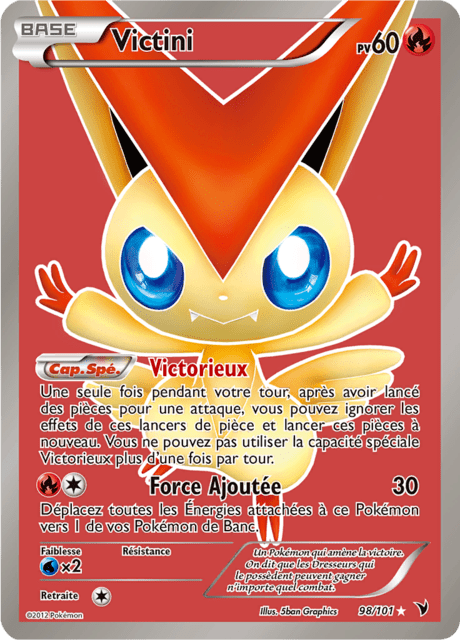 BASE Victini PV60
Cap. Spé. Victorieux
Une seule fois pendant votre tour, après avoir lancé
des pièces pour une attaque, vous pouvez ignorer les
effets de ces lancers de pièce et lancer ces pièces à
nouveau. Vous ne pouvez pas utiliser la capacité spéciale
Victorieux plus d'une fois par tour.
Force Ajoutée 30
Déplacez toutes les Énergies attachées à ce Pokémon
vers 1 de vos Pokémon de Banc.
Faiblesse Résistance
×2
Retraite
Un Pokémon qui amène la victoire.
On dit que les Dresseurs qui
le possèdent peuvent gagner
n'importe quel combat.
©2012 Pokémon Illus. 5ban Graphics 98/101